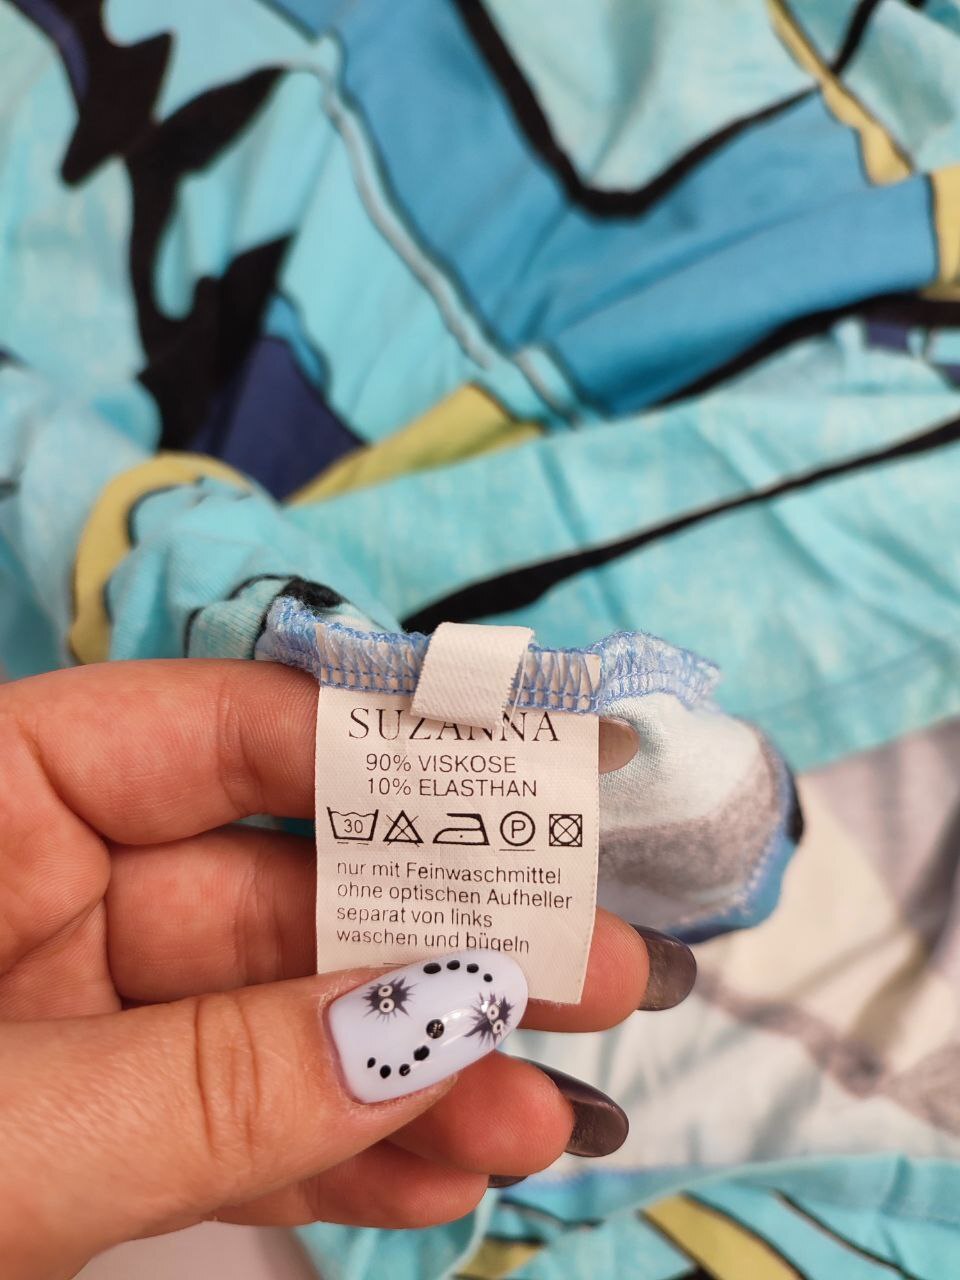 SUZANNA
90% VISKOSE
10% ELASTHAN
30 P
nur mit Feinwaschmittel
ohne optischen Aufheller
separat von links
waschen und bügeln